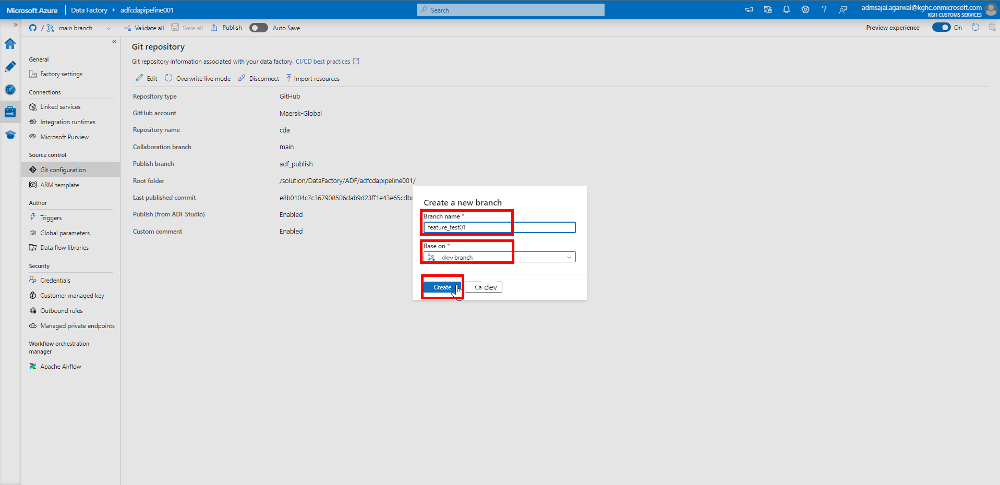 Microsoft Azure
Data Factory
adfcdapipeline001
Search
admsajal.agarwal@kghc.onmicrosoft.com
KGH CUSTOMS SERVICES
/ main branch
Validate all
Save all
Publish
Auto Save
Preview experience
On
General
Factory settings
Connections
Linked services
Integration runtimes
Microsoft Purview
Source control
Git configuration
ARM template
Author
Triggers
Global parameters
Data flow libraries
Security
Credentials
Customer managed key
Outbound rules
Managed private endpoints
Workflow orchestration
manager
Apache Airflow
Git repository
Git repository information associated with your data factory. CI/CD best practices
Edit
Overwrite live mode
Disconnect
Import resources
Repository type GitHub
GitHub account Maersk-Global
Repository name cda
Collaboration branch main
Publish branch adf_publish
Root folder /solution/DataFactory/ADF/adfcdapipeline001/
Last published commit e8b0104c7c367908506dab9d23ff1e43e65cdb
Publish (from ADF Studio) Enabled
Custom comment Enabled
Create a new branch
Branch name *
feature_test01
Base on *
dev branch
Create
Ca dev